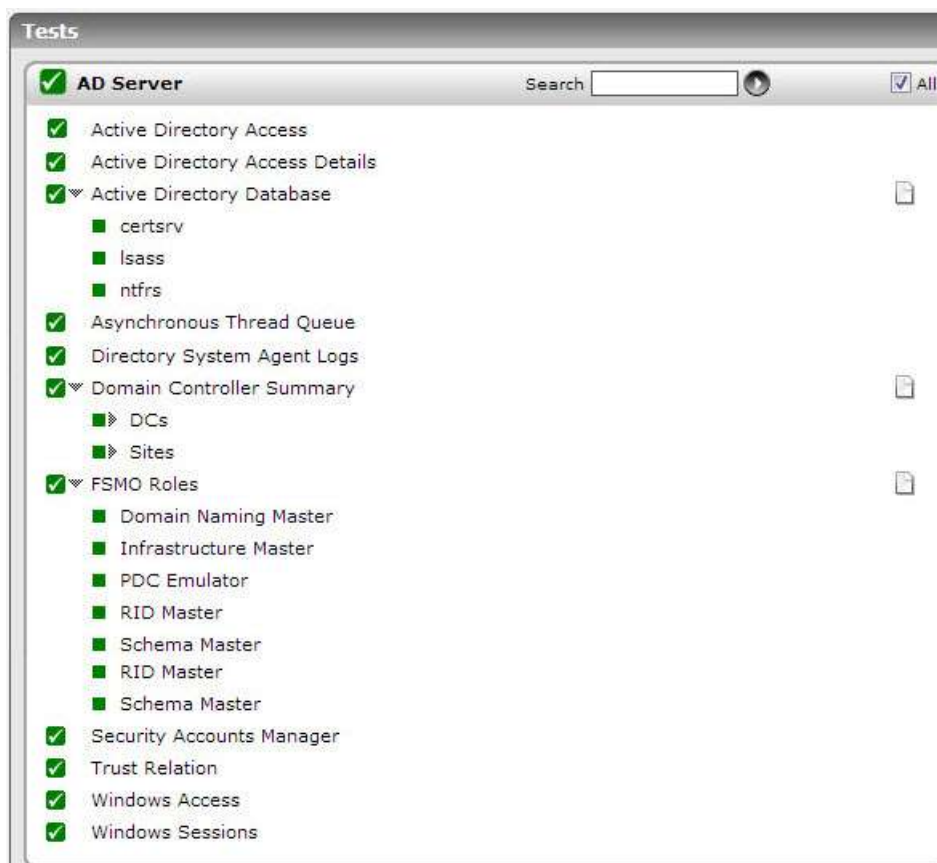 Tests
AD Server Search All
Active Directory Access
Active Directory Access Details
Active Directory Database
certsrv
lsass
ntfrs
Asynchronous Thread Queue
Directory System Agent Logs
Domain Controller Summary
DCs
Sites
FSMO Roles
Domain Naming Master
Infrastructure Master
PDC Emulator
RID Master
Schema Master
RID Master
Schema Master
Security Accounts Manager
Trust Relation
Windows Access
Windows Sessions